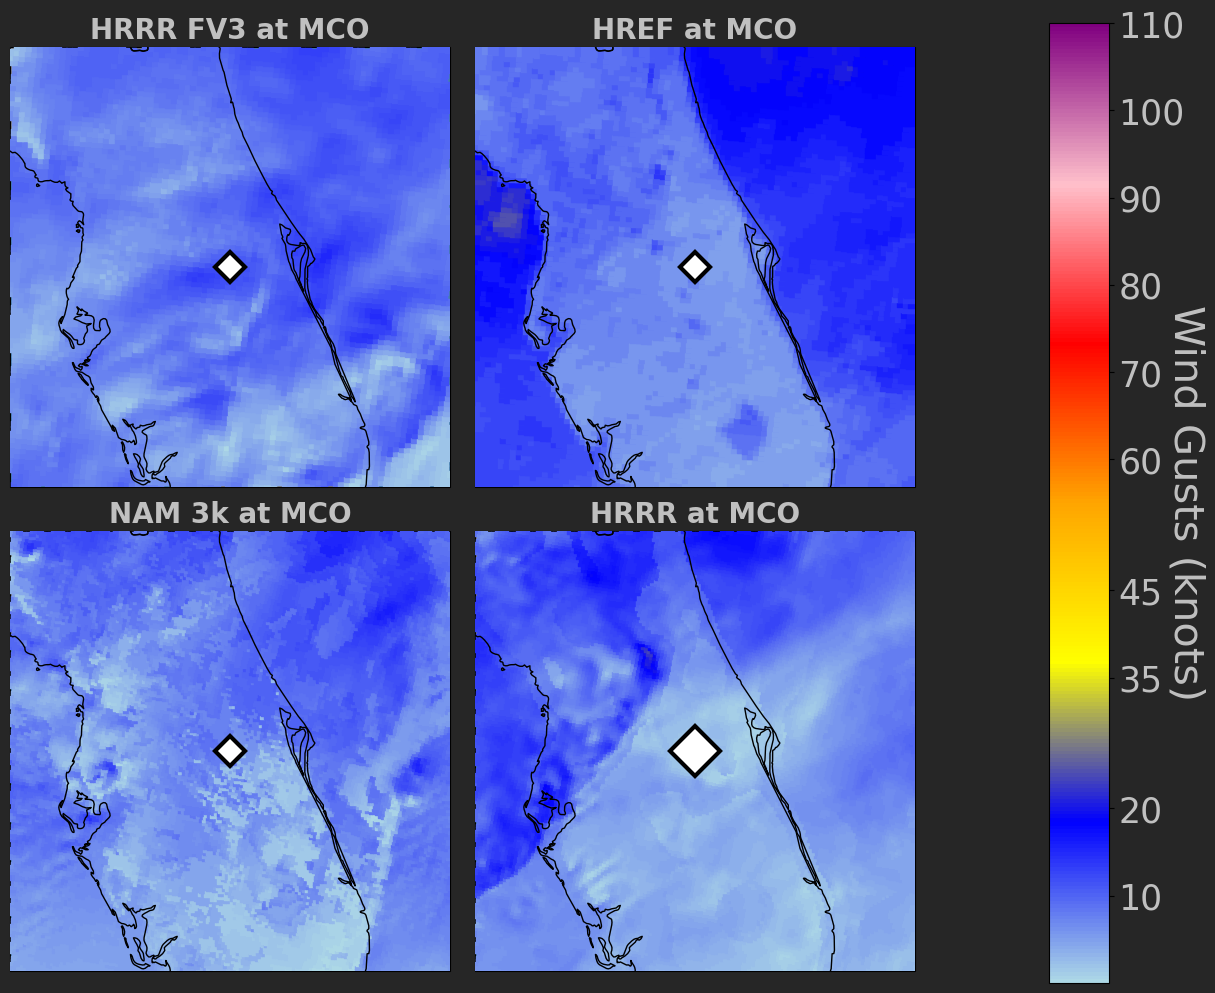 HRRR FV3 at MCO
HREF at MCO
NAM 3k at MCO
HRRR at MCO
110
100
90
80
70
60
45
35
20
10
Wind Gusts (knots)